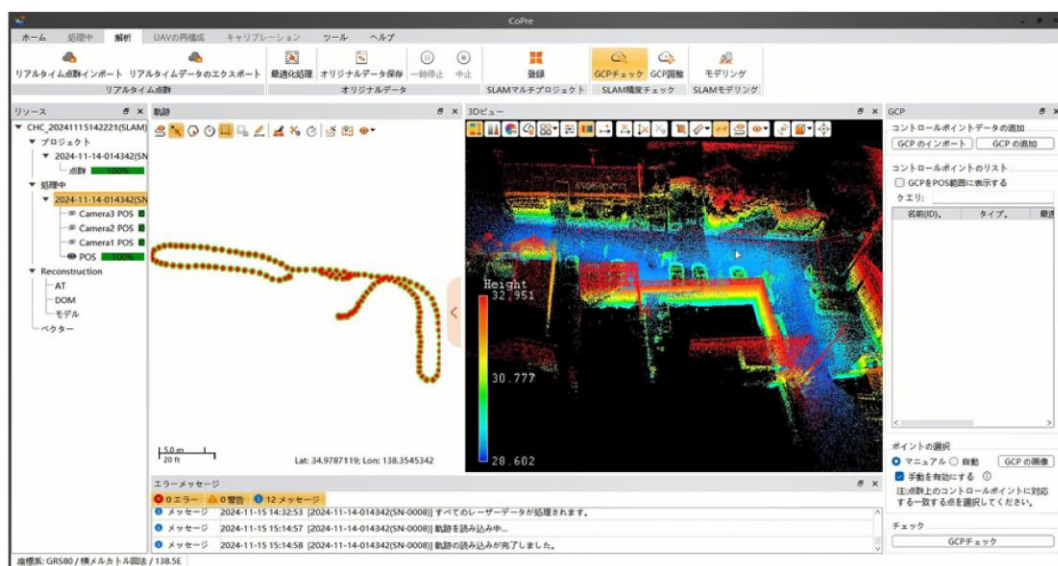 CoPre
ホーム 処理中 解析 UAVの再構成 キャリブレーション ツール ヘルプ
リアルタイム点群インポート リアルタイムデータのエクスポート 最適化処理 オリジナルデータ保存 一時停止 中止 登録 GCPチェック GCP調整 モデリング
リアルタイム点群 オリジナルデータ SLAMマルチプロジェクト SLAM精度チェック SLAMモデリング
リソース
CHC_20241115142221(SLAM)
プロジェクト
2024-11-14-014342(SN
点群 100%
処理中
2024-11-14-014342(SN
Camera3 POS
Camera2 POS
Camera1 POS
POS 100%
Reconstruction
AT
DOM
モデル
ベクター
軌跡
5.0 m
20 ft
Lat: 34.9787119; Lon: 138.3545342
3Dビュー
Height
32.951
30.777
28.602
GCP
コントロールポイントデータの追加
GCP のインポート GCP の追加
コントロールポイントのリスト
GCPをPOS範囲に表示する
クエリ:
名前(ID)。 タイプ。 最適
ポイントの選択
マニュアル 自動 GCP の画像
手動を有効にする
注:点群上のコントロールポイントに対応
する一致する点を選択してください。
チェック
GCPチェック
エラーメッセージ
0 エラー 0 警告 12 メッセージ
メッセージ 2024-11-15 14:32:53 [2024-11-14-014342(SN-0008)] すべてのレーザーデータが処理されます。
メッセージ 2024-11-15 15:14:57 [2024-11-14-014342(SN-0008)] 軌跡を読み込み中...
メッセージ 2024-11-15 15:14:58 [2024-11-14-014342(SN-0008)] 軌跡の読み込みが完了しました。
座標系: GRS80 / 横メルカトル図法 / 138.5E